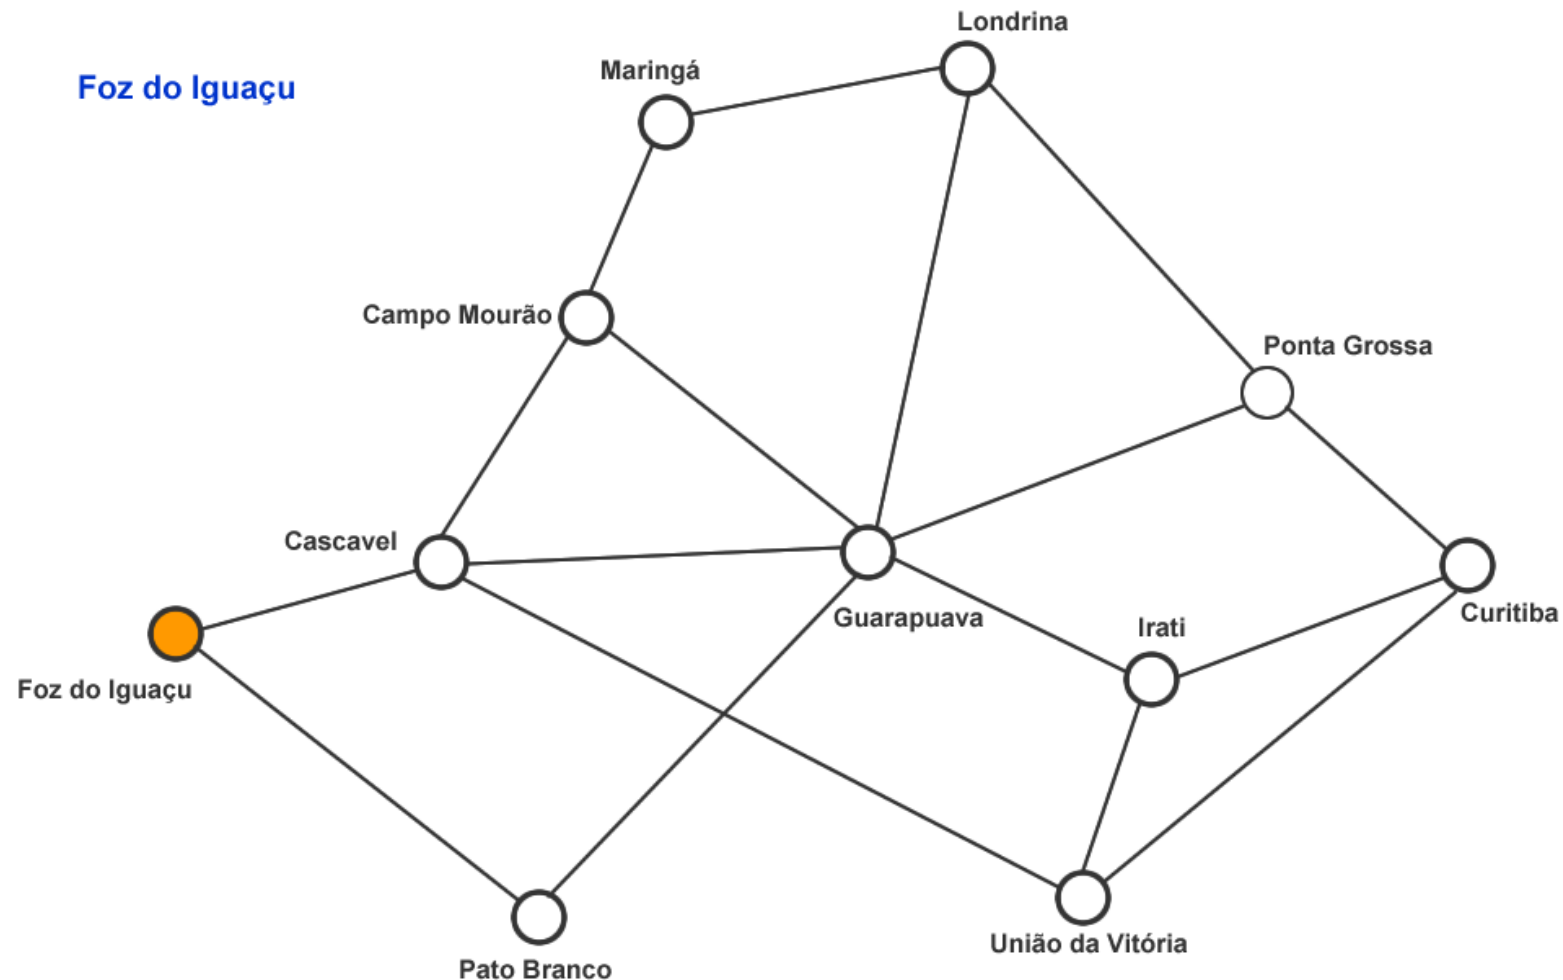 Londrina
Maringá
Foz do Iguaçu
Campo Mourão
Ponta Grossa
Cascavel
Guarapuava
Curitiba
Irati
Foz do Iguaçu
União da Vitória
Pato Branco